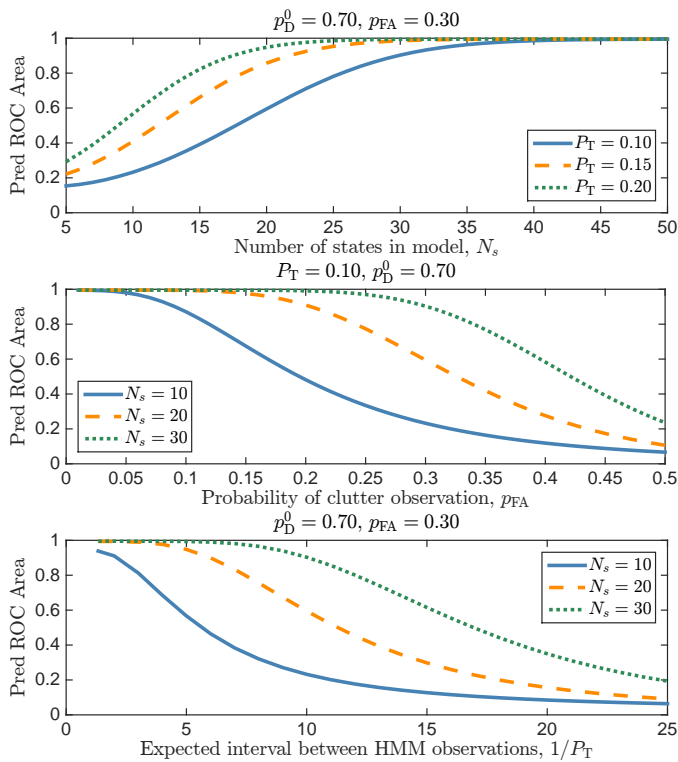 p_D^0 = 0.70, p_FA = 0.30
Pred ROC Area
1
0.8
0.6
0.4
0.2
0
5 10 15 20 25 30 35 40 45 50
P_T = 0.10
P_T = 0.15
P_T = 0.20
Number of states in model, N_s
P_T = 0.10, p_D^0 = 0.70
Pred ROC Area
1
0.8
0.6
0.4
0.2
0
N_s = 10
N_s = 20
N_s = 30
0 0.05 0.1 0.15 0.2 0.25 0.3 0.35 0.4 0.45 0.5
Probability of clutter observation, p_FA
p_D^0 = 0.70, p_FA = 0.30
Pred ROC Area
1
0.8
0.6
0.4
0.2
0
N_s = 10
N_s = 20
N_s = 30
0 5 10 15 20 25
Expected interval between HMM observations, 1/P_T